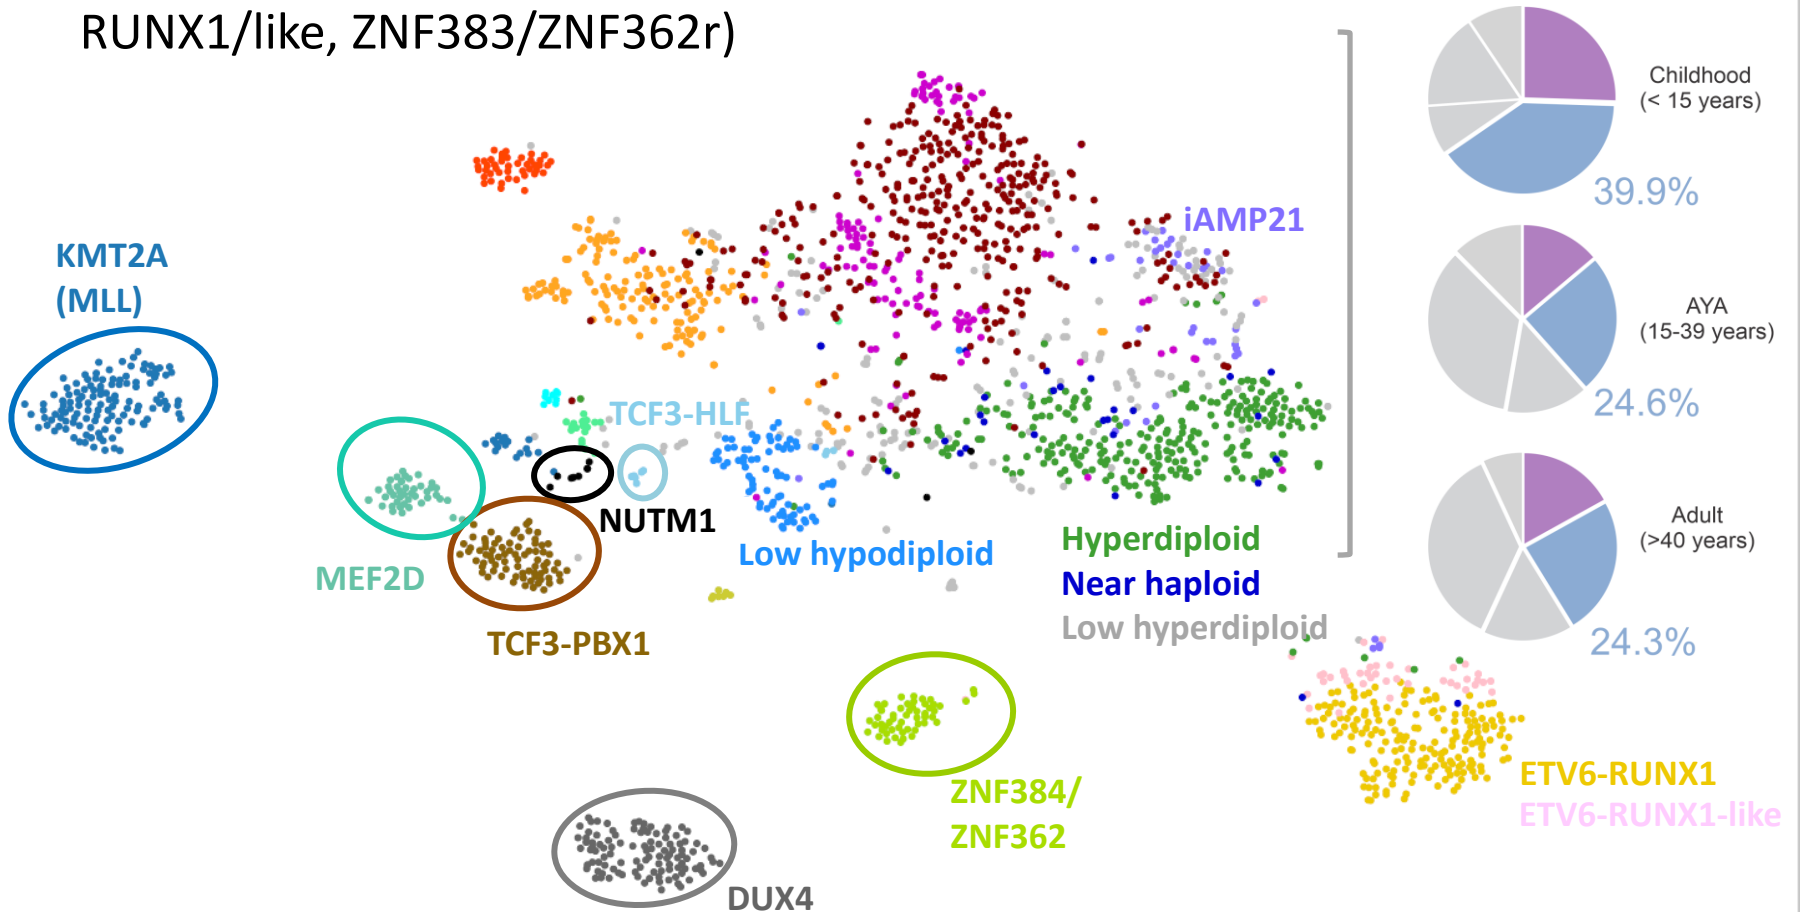 RUNX1/like, ZNF383/ZNF362r)
Childhood
(< 15 years)
39.9%
iAMP21
KMT2A
(MLL)
AYA
(15-39 years)
24.6%
TCF3-HLF
NUTM1
Low hypodiploid
Hyperdiploid
Near haploid
Low hyperdiploid
Adult
(>40 years)
24.3%
MEF2D
TCF3-PBX1
ZNF384/
ZNF362
ETV6-RUNX1
ETV6-RUNX1-like
DUX4